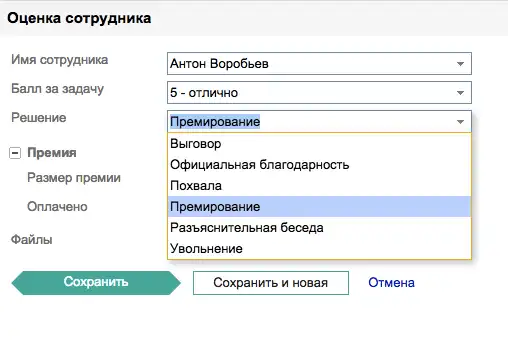 Оценка сотрудника
Имя сотрудника Антон Воробьев
Балл за задачу 5 - отлично
Решение Премирование
Выговор
Официальная благодарность
Похвала
Премирование
Разъяснительная беседа
Увольнение
Премия
Размер премии
Оплачено
Файлы
Сохранить Сохранить и новая Отмена